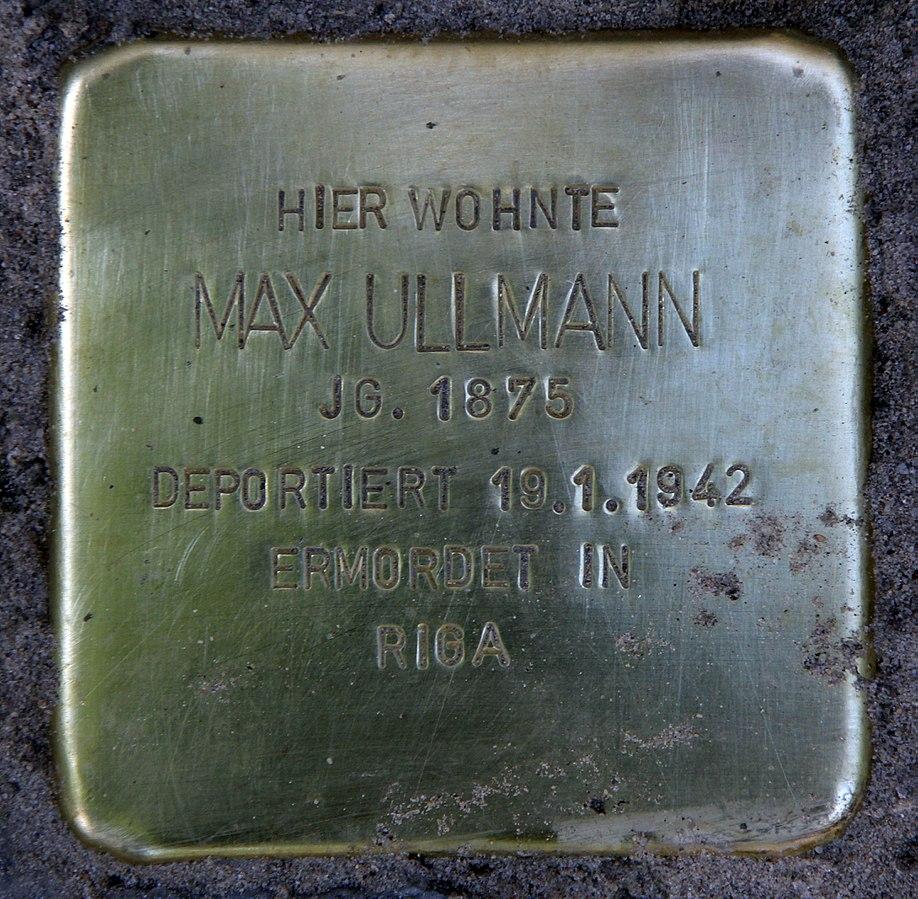 HIER WOHNTE
MAX ULLMANN
JG. 1875
DEPORTIERT 19.1.1942
ERMORDET IN
RIGA